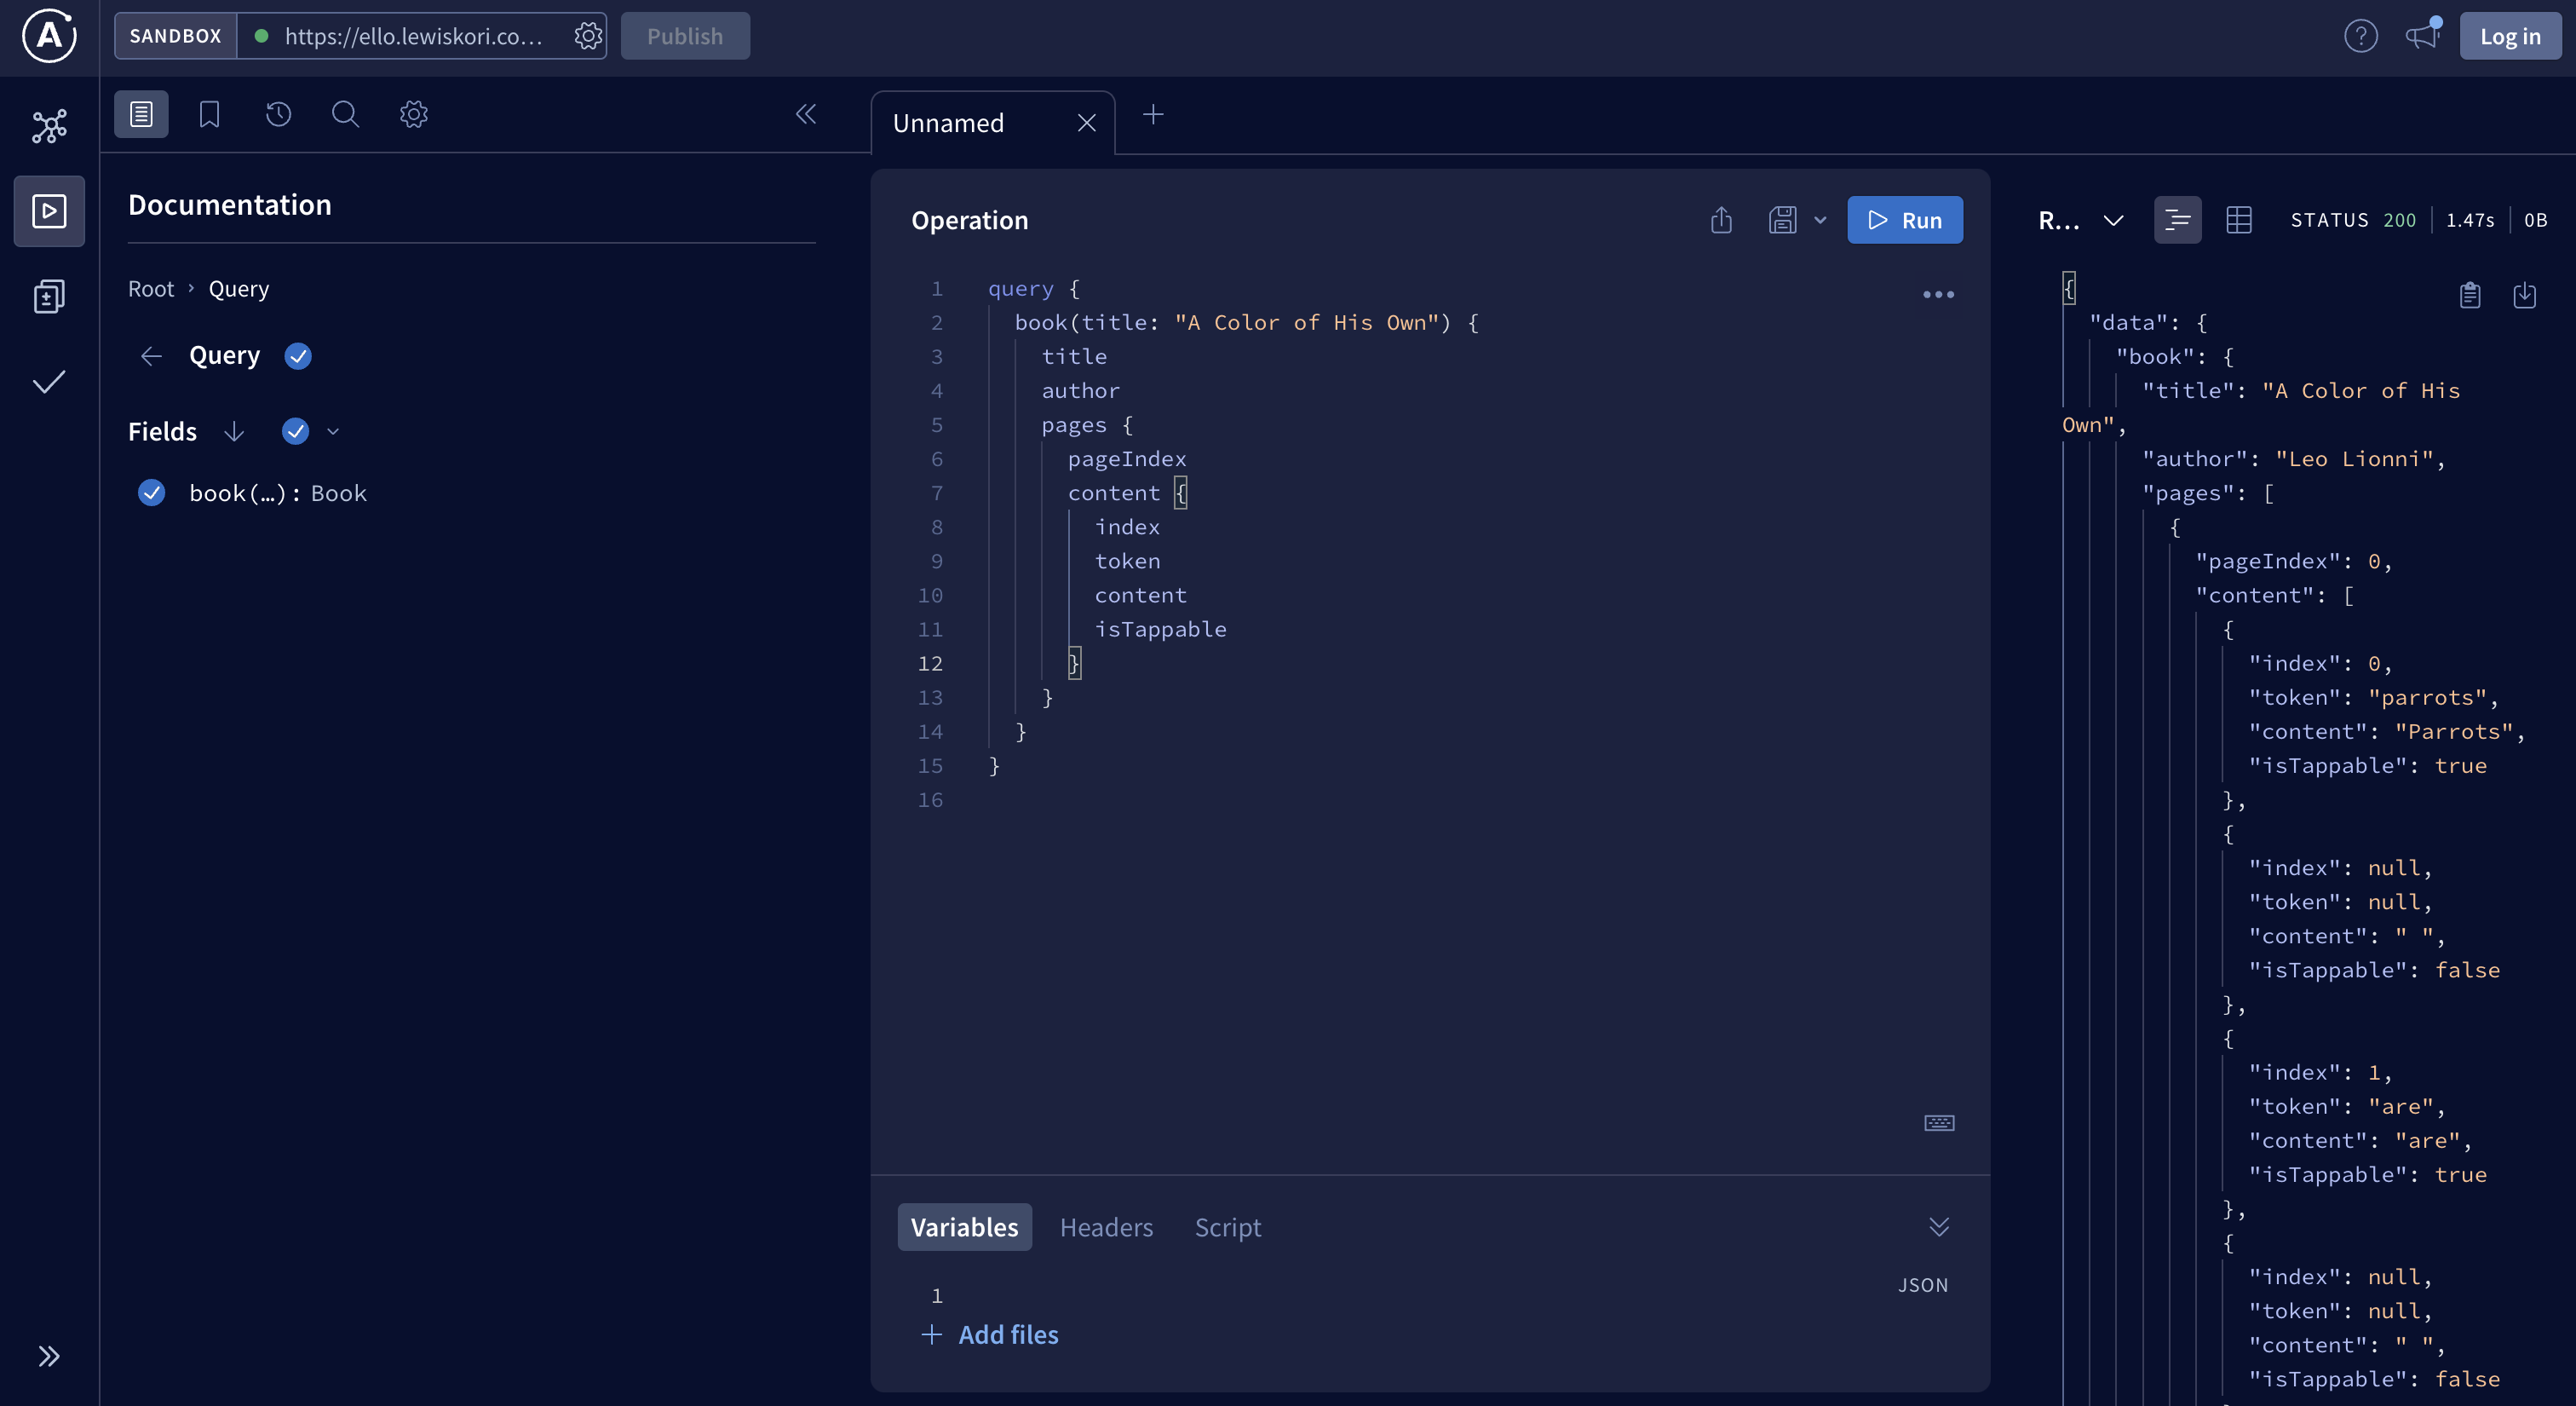 SANDBOX https://ello.lewiskori.co... Publish Log in
Unnamed
Documentation
Root › Query
Query
Fields
book(…): Book
Operation
Run
1 query {
2 book(title: "A Color of His Own") {
3 title
4 author
5 pages {
6 pageIndex
7 content {
8 index
9 token
10 content
11 isTappable
12 }
13 }
14 }
15 }
16
Variables Headers Script
JSON
1
Add files
R... STATUS 200 1.47s 0B
{
"data": {
"book": {
"title": "A Color of His
Own",
"author": "Leo Lionni",
"pages": [
{
"pageIndex": 0,
"content": [
{
"index": 0,
"token": "parrots",
"content": "Parrots",
"isTappable": true
},
{
"index": null,
"token": null,
"content": " ",
"isTappable": false
},
{
"index": 1,
"token": "are",
"content": "are",
"isTappable": true
},
{
"index": null,
"token": null,
"content": " ",
"isTappable": false